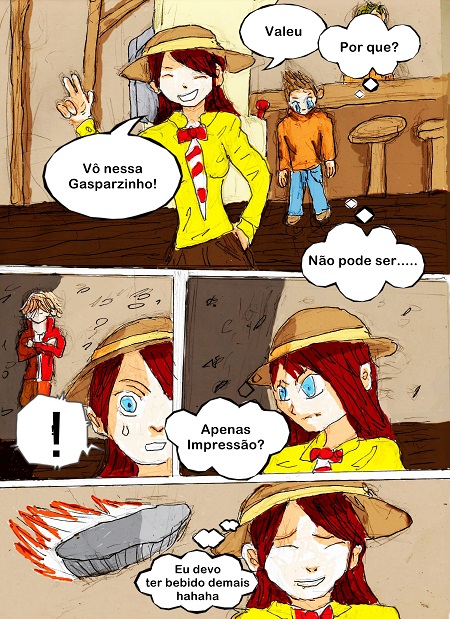 Valeu
Por que?
Vô nessa
Gasparzinho!
Não pode ser.....
!
Apenas
Impressão?
Eu devo
ter bebido demais
hahaha